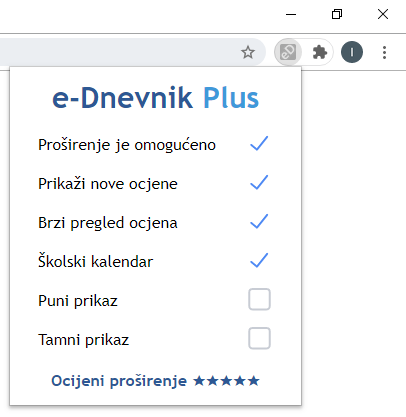 I
e-Dnevnik Plus
Proširenje je omogućeno
Prikaži nove ocjene
Brzi pregled ocjena
Školski kalendar
Puni prikaz
Tamni prikaz
Ocijeni proširenje ★★★★★